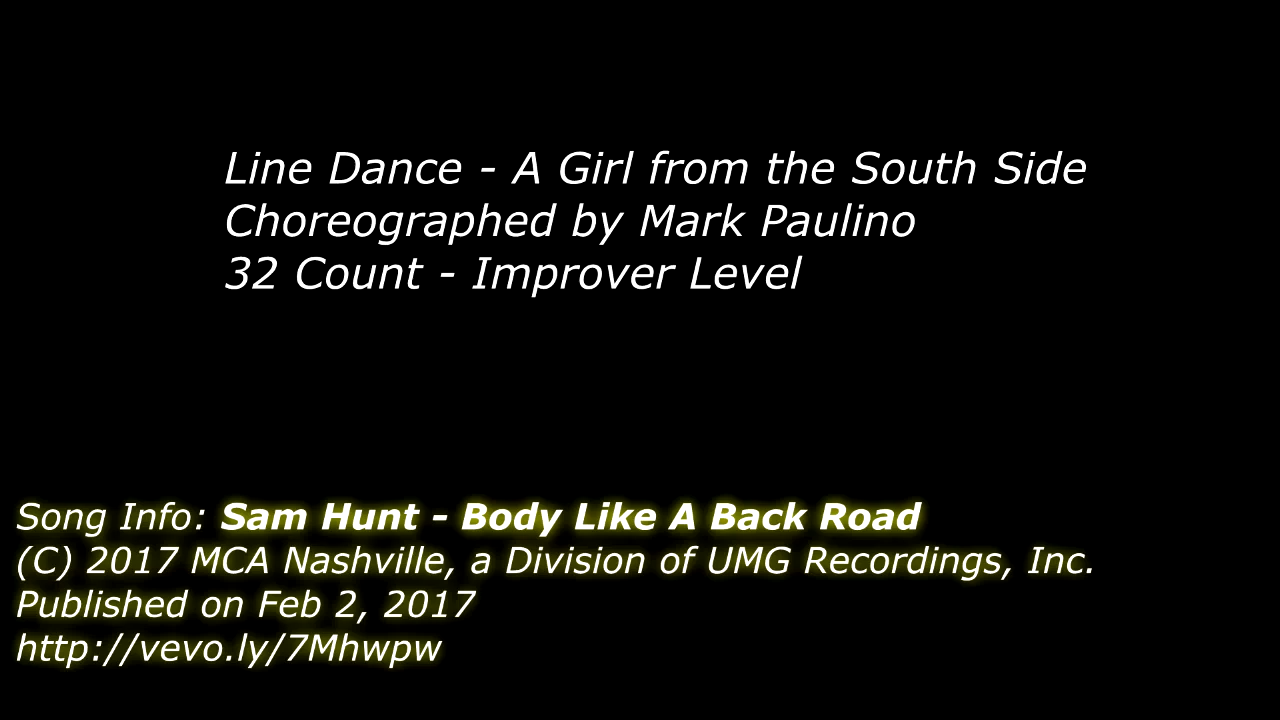 Line Dance - A Girl from the South Side
Choreographed by Mark Paulino
32 Count - Improver Level
Song Info: Sam Hunt - Body Like A Back Road
(C) 2017 MCA Nashville, a Division of UMG Recordings, Inc.
Published on Feb 2, 2017
http://vevo.ly/7Mhwpw